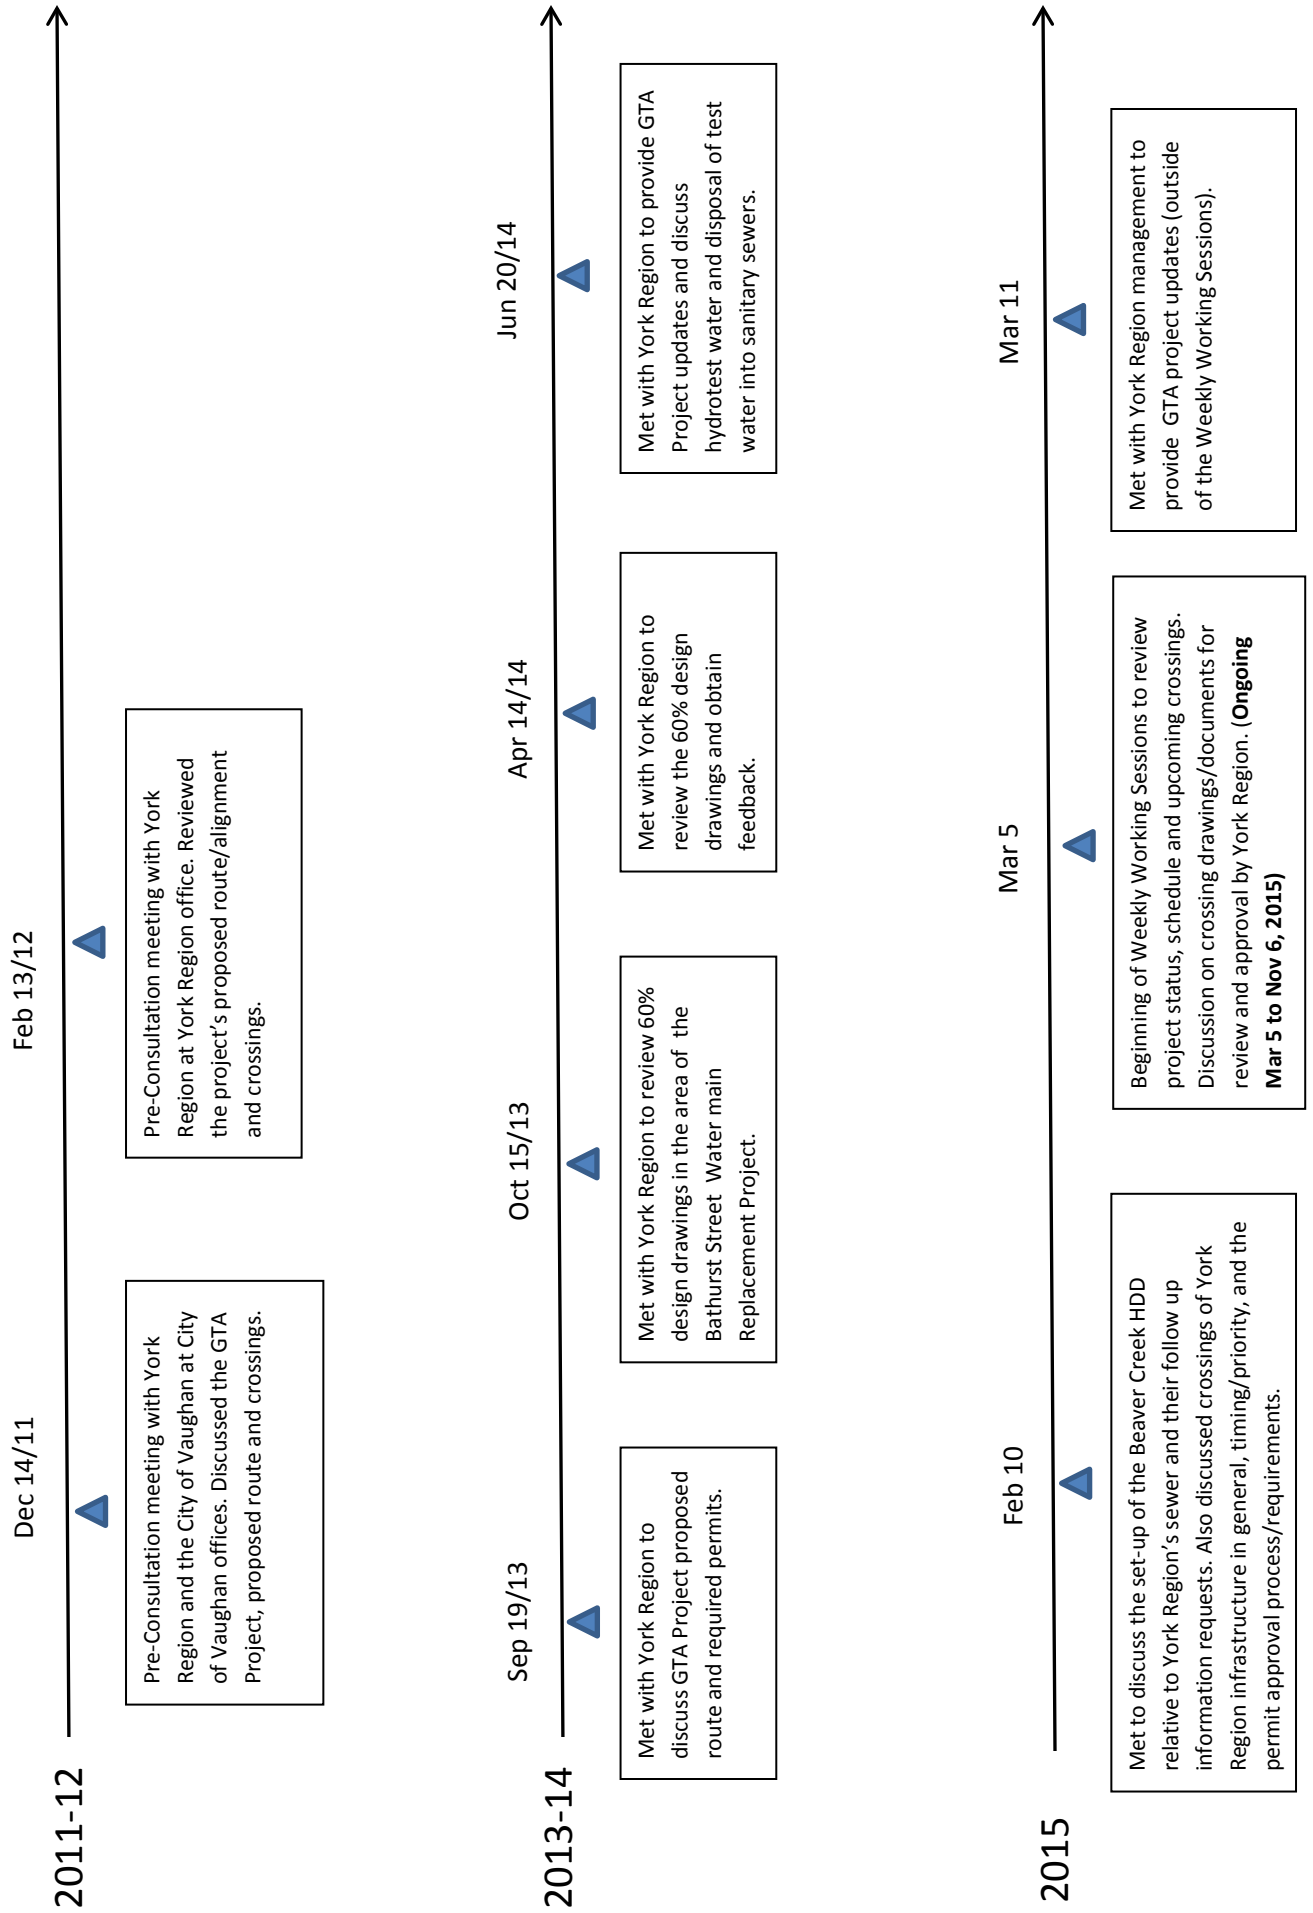 2011-12
Dec 14/11
Pre-Consultation meeting with York
Region and the City of Vaughan at City
of Vaughan offices. Discussed the GTA
Project, proposed route and crossings.
Feb 13/12
Pre-Consultation meeting with York
Region at York Region office. Reviewed
the project's proposed route/alignment
and crossings.
2013-14
Sep 19/13
Met with York Region to
discuss GTA Project proposed
route and required permits.
Oct 15/13
Met with York Region to review 60%
design drawings in the area of the
Bathurst Street Water main
Replacement Project.
Apr 14/14
Met with York Region to
review the 60% design
drawings and obtain
feedback.
Jun 20/14
Met with York Region to provide GTA
Project updates and discuss
hydrotest water and disposal of test
water into sanitary sewers.
2015
Feb 10
Met to discuss the set-up of the Beaver Creek HDD
relative to York Region's sewer and their follow up
information requests. Also discussed crossings of York
Region infrastructure in general, timing/priority, and the
permit approval process/requirements.
Mar 5
Beginning of Weekly Working Sessions to review
project status, schedule and upcoming crossings.
Discussion on crossing drawings/documents for
review and approval by York Region. (Ongoing
Mar 5 to Nov 6, 2015)
Mar 11
Met with York Region management to
provide GTA project updates (outside
of the Weekly Working Sessions).